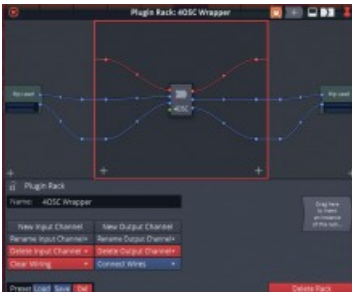 Plugin Rack: 4OSC Wrapper
4OSC
Plugin Rack
Name: 4OSC Wrapper
Drag here
to insert
an instance
of this rack...
New Input Channel
New Output Channel
Rename Input Channel
Rename Output Channel
Delete Input Channel
Delete Output Channel
Clear Wiring
Connect Wires
Preset Load Save Del
Delete Rack